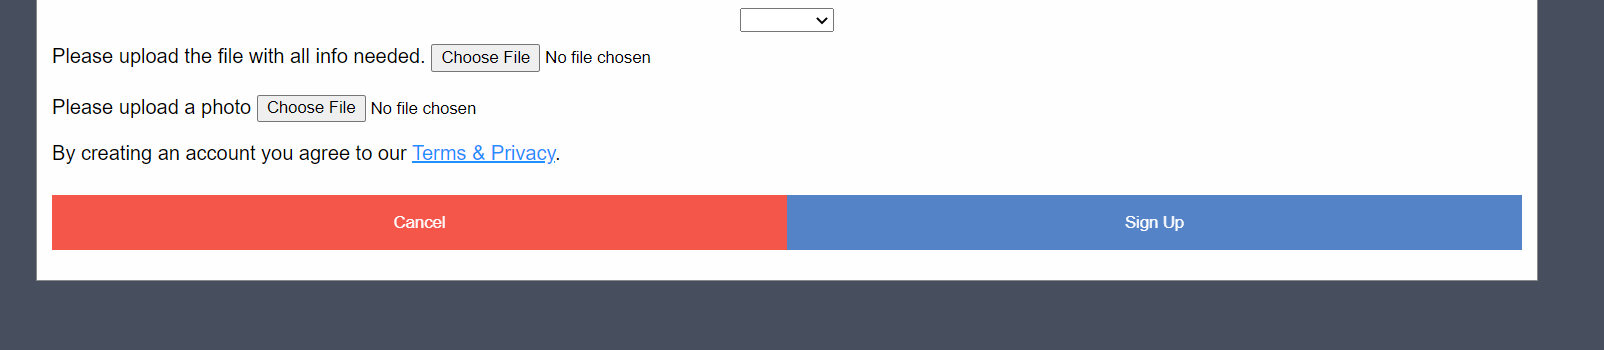 Please upload the file with all info needed. Choose File No file chosen
Please upload a photo Choose File No file chosen
By creating an account you agree to our Terms & Privacy.
Cancel Sign Up